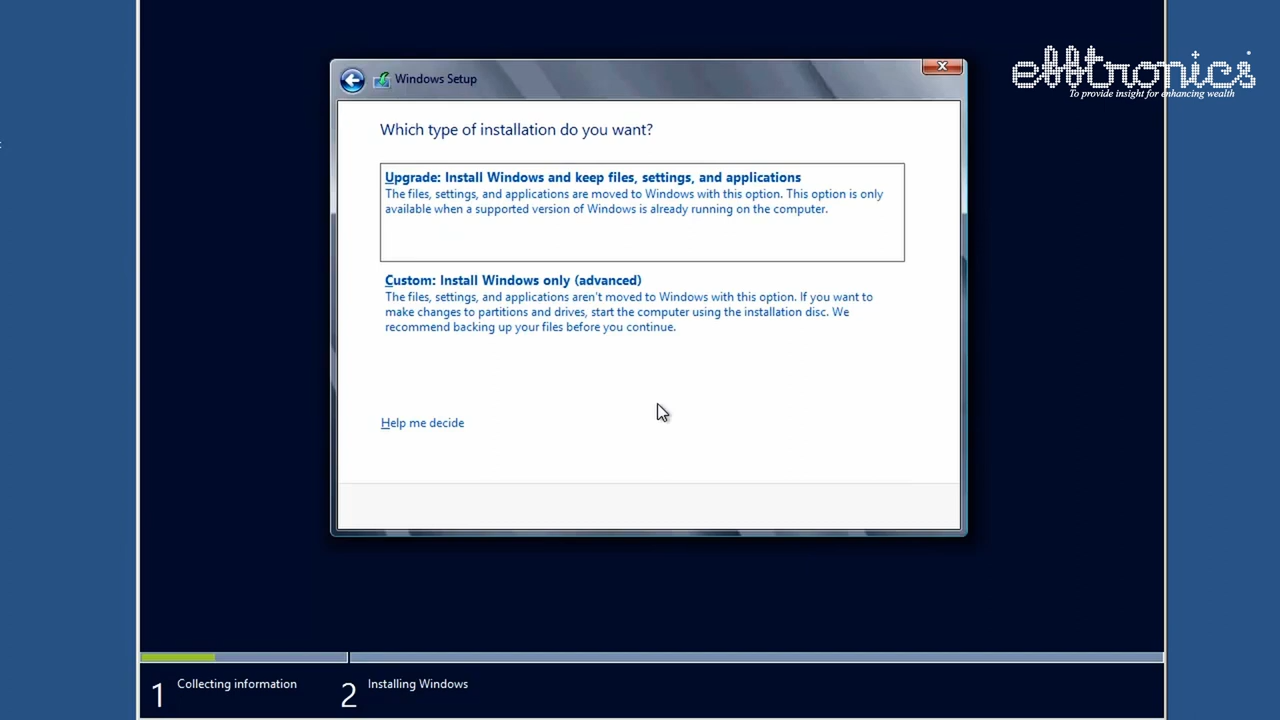 efftronics
To provide insight for enhancing wealth
Windows Setup
Which type of installation do you want?
Upgrade: Install Windows and keep files, settings, and applications
The files, settings, and applications are moved to Windows with this option. This option is only
available when a supported version of Windows is already running on the computer.
Custom: Install Windows only (advanced)
The files, settings, and applications aren't moved to Windows with this option. If you want to
make changes to partitions and drives, start the computer using the installation disc. We
recommend backing up your files before you continue.
Help me decide
1 Collecting information
2 Installing Windows